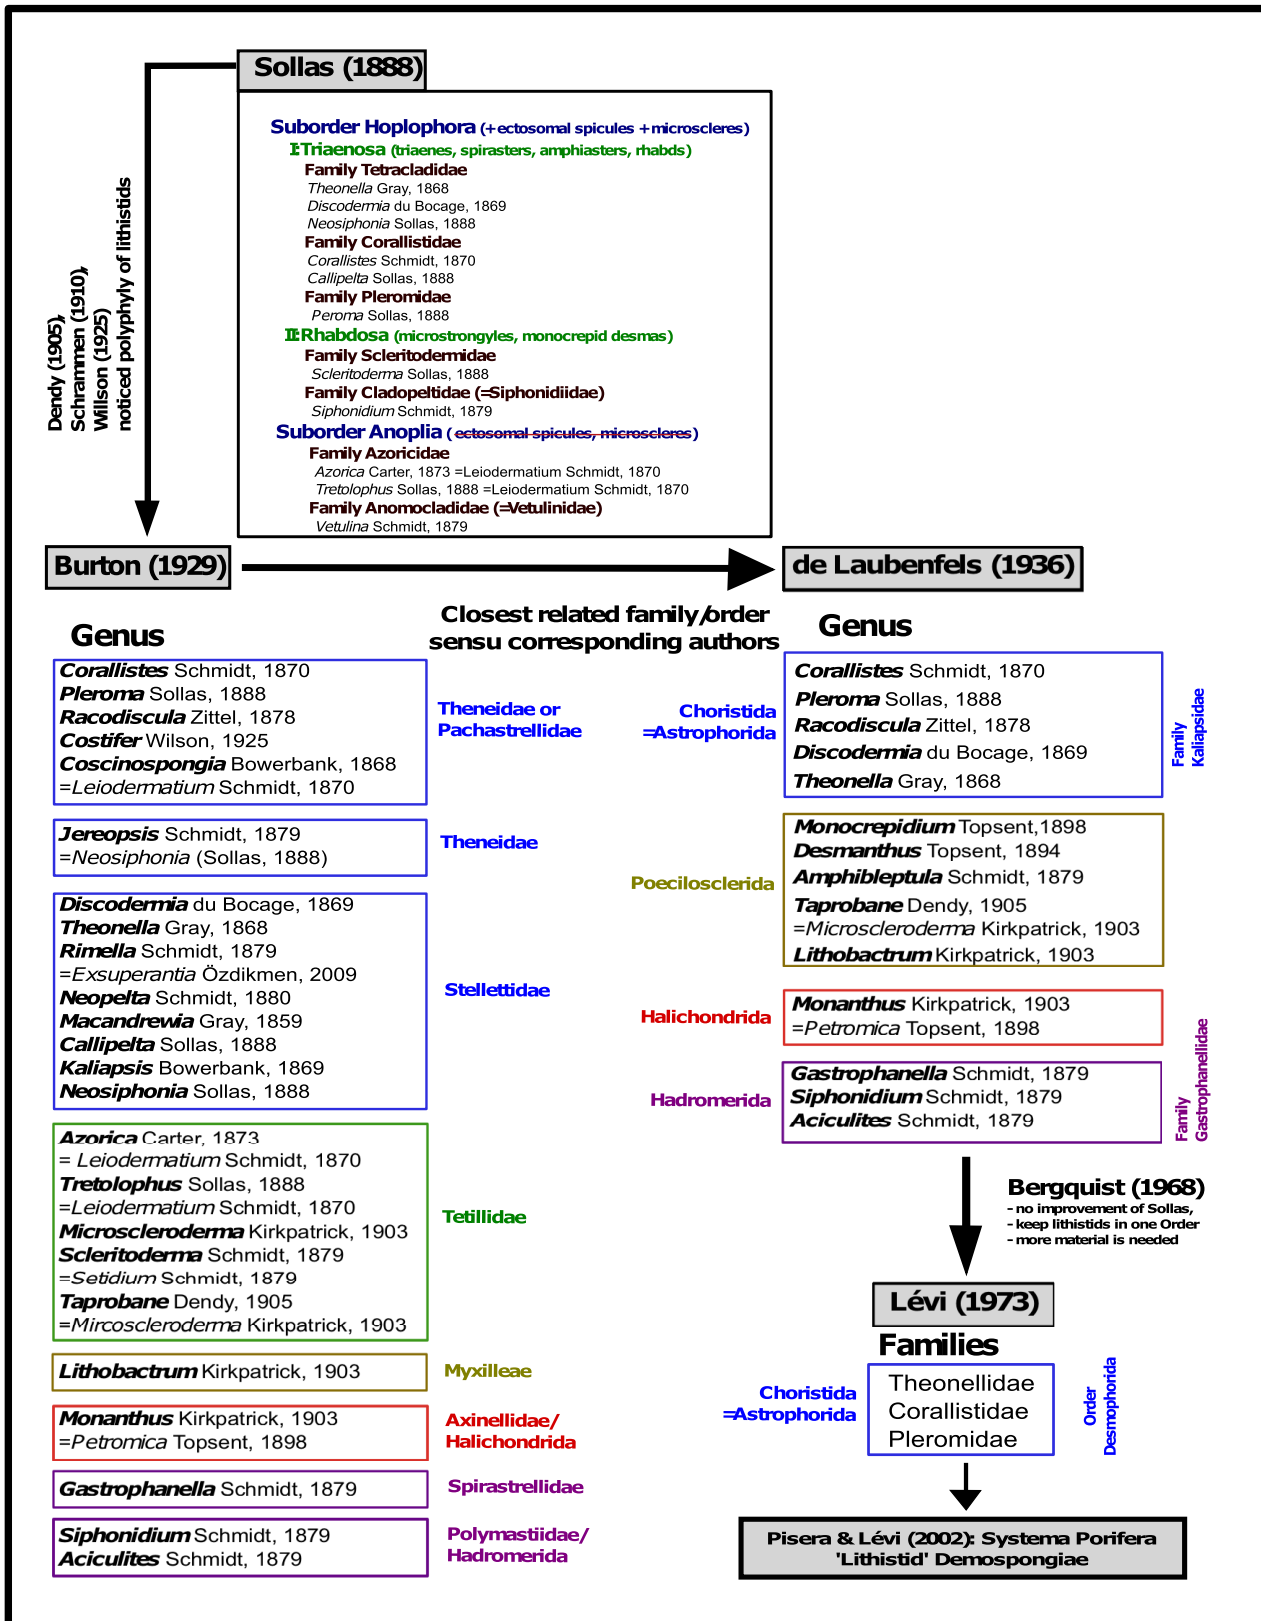 Sollas (1888)
Suborder Hoplophora (+ectosomal spicules +microscleres)
I:Triaenosa (triaenes, spirasters, amphiasters, rhabds)
Family Tetracladidae
Theonella Gray, 1868
Discodermia du Bocage, 1869
Neosiphonia Sollas, 1888
Family Corallistidae
Corallistes Schmidt, 1870
Callipelta Sollas, 1888
Family Pleromidae
Peroma Sollas, 1888
II:Rhabdosa (microstrongyles, monocrepid desmas)
Family Scleritodermidae
Scleritoderma Sollas, 1888
Family Cladopeltidae (=Siphonidiidae)
Siphonidium Schmidt, 1879
Suborder Anoplia ( ectosomal spicules, microscleres)
Family Azoricidae
Azorica Carter, 1873 =Leiodermatium Schmidt, 1870
Tretolophus Sollas, 1888 =Leiodermatium Schmidt, 1870
Family Anomocladidae (=Vetulinidae)
Vetulina Schmidt, 1879
Dendy (1905),
Schrammen (1910),
Wilson (1925)
noticed polyphyly of lithistids
Burton (1929)
de Laubenfels (1936)
Closest related family/order
sensu corresponding authors
Genus
Corallistes Schmidt, 1870
Pleroma Sollas, 1888
Racodiscula Zittel, 1878
Costifer Wilson, 1925
Coscinospongia Bowerbank, 1868
=Leiodermatium Schmidt, 1870
Theneidae or
Pachastrellidae
Jereopsis Schmidt, 1879
=Neosiphonia (Sollas, 1888)
Theneidae
Discodermia du Bocage, 1869
Theonella Gray, 1868
Rimella Schmidt, 1879
=Exsuperantia Özdikmen, 2009
Neopelta Schmidt, 1880
Macandrewia Gray, 1859
Callipelta Sollas, 1888
Kaliapsis Bowerbank, 1869
Neosiphonia Sollas, 1888
Stellettidae
Azorica Carter, 1873
= Leiodermatium Schmidt, 1870
Tretolophus Sollas, 1888
=Leiodermatium Schmidt, 1870
Microscleroderma Kirkpatrick, 1903
Scleritoderma Schmidt, 1879
=Setidium Schmidt, 1879
Taprobane Dendy, 1905
=Mircoscleroderma Kirkpatrick, 1903
Tetillidae
Lithobactrum Kirkpatrick, 1903
Myxilleae
Monanthus Kirkpatrick, 1903
=Petromica Topsent, 1898
Axinellidae/
Halichondrida
Gastrophanella Schmidt, 1879
Spirastrellidae
Siphonidium Schmidt, 1879
Aciculites Schmidt, 1879
Polymastiidae/
Hadromerida
Genus
Choristida
=Astrophorida
Corallistes Schmidt, 1870
Pleroma Sollas, 1888
Racodiscula Zittel, 1878
Discodermia du Bocage, 1869
Theonella Gray, 1868
Family
Kaliapsidae
Poecilosclerida
Monocrepidium Topsent,1898
Desmanthus Topsent, 1894
Amphibleptula Schmidt, 1879
Taprobane Dendy, 1905
=Microscleroderma Kirkpatrick, 1903
Lithobactrum Kirkpatrick, 1903
Halichondrida
Monanthus Kirkpatrick, 1903
=Petromica Topsent, 1898
Hadromerida
Gastrophanella Schmidt, 1879
Siphonidium Schmidt, 1879
Aciculites Schmidt, 1879
Family
Gastrophanellidae
Bergquist (1968)
- no improvement of Sollas,
- keep lithistids in one Order
- more material is needed
Lévi (1973)
Families
Choristida
=Astrophorida
Theonellidae
Corallistidae
Pleromidae
Order
Desmophorida
Pisera & Lévi (2002): Systema Porifera
'Lithistid' Demospongiae